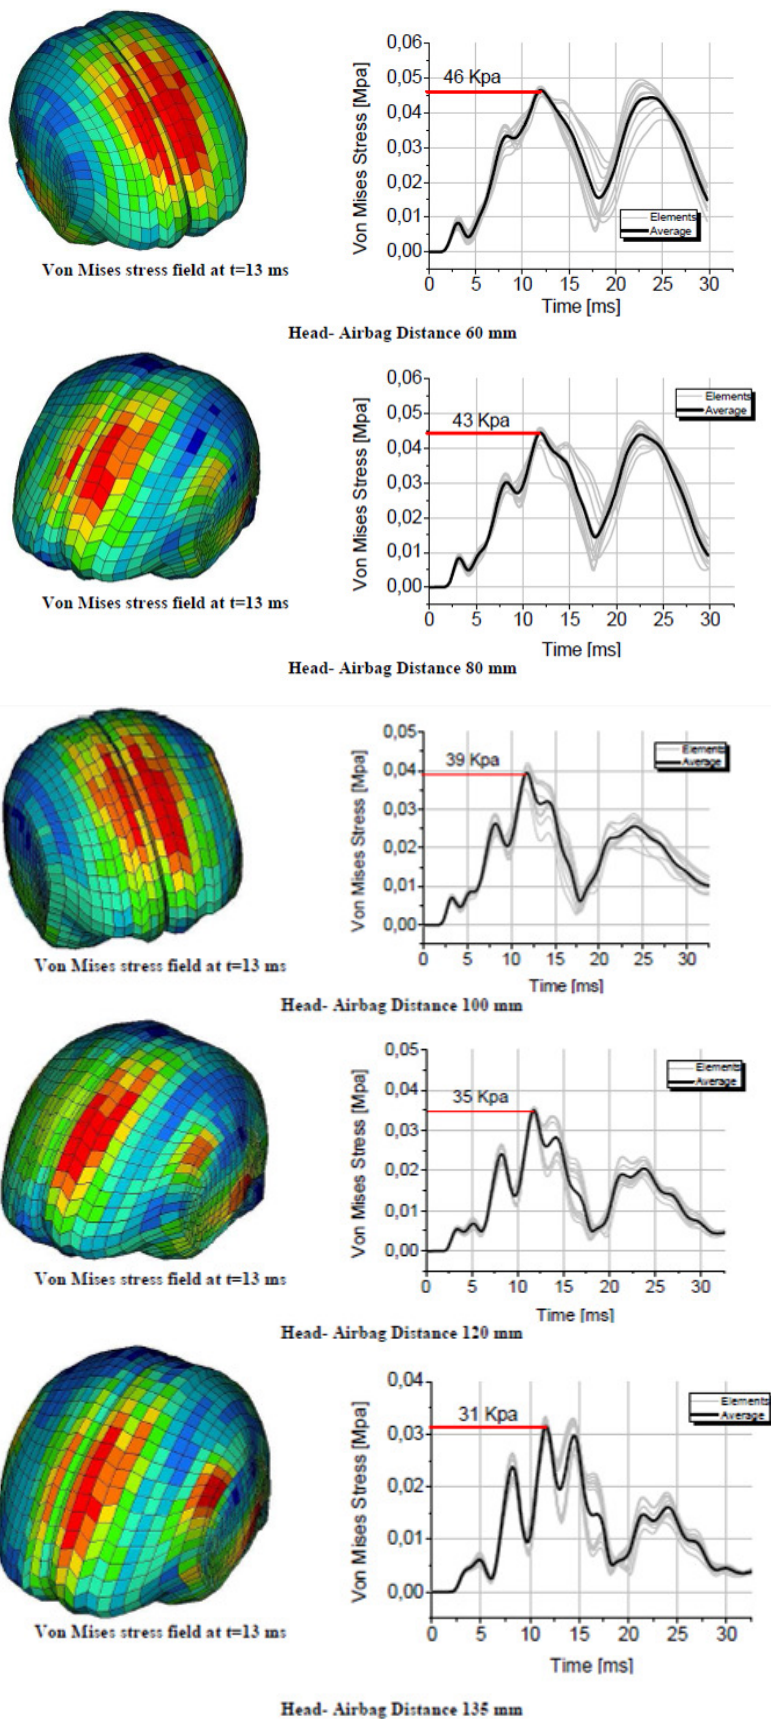 0,06
0,05
46 Kpa
0,04
0,03
0,02
0,01
0,00
Von Mises Stress [Mpa]
Elements
Average
0 5 10 15 20 25 30
Time [ms]
Von Mises stress field at t=13 ms
Head- Airbag Distance 60 mm
0,06
0,05
43 Kpa
0,04
0,03
0,02
0,01
0,00
Von Mises Stress [Mpa]
Elements
Average
0 5 10 15 20 25 30
Time [ms]
Von Mises stress field at t=13 ms
Head- Airbag Distance 80 mm
0,05
39 Kpa
0,04
0,03
0,02
0,01
0,00
Von Mises Stress [Mpa]
Elements
Average
0 5 10 15 20 25 30
Time [ms]
Von Mises stress field at t=13 ms
Head- Airbag Distance 100 mm
0,05
0,04
35 Kpa
0,03
0,02
0,01
0,00
Von Mises Stress [Mpa]
Elements
Average
0 5 10 15 20 25 30
Time [ms]
Von Mises stress field at t=13 ms
Head- Airbag Distance 120 mm
0,04
31 Kpa
0,03
0,02
0,01
0,00
Von Mises Stress [Mpa]
Elements
Average
0 5 10 15 20 25 30
Time [ms]
Von Mises stress field at t=13 ms
Head- Airbag Distance 135 mm